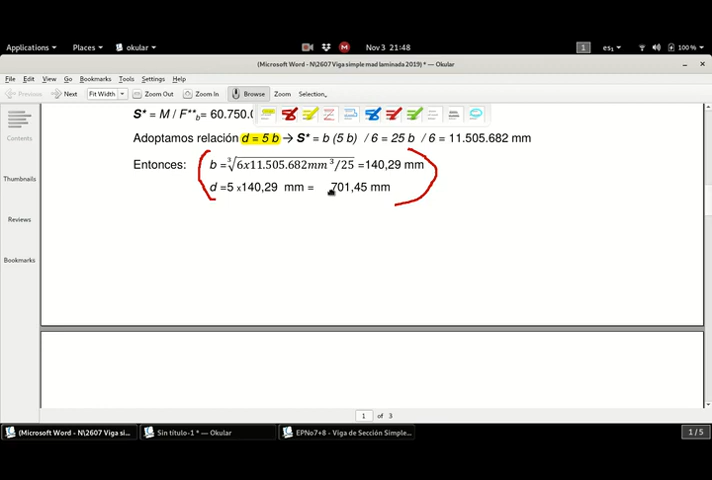 Applications Places okular Nov 3 21:48 1 es₁ 100 %
(Microsoft Word - N\2607 Viga simple mad laminada 2019) * — Okular
File Edit View Go Bookmarks Tools Settings Help
Previous Next Fit Width Zoom Out Zoom In Browse Zoom Selection
Contents
Thumbnails
Reviews
Bookmarks
S* = M / F**b= 60.750.(
Adoptamos relación d = 5 b → S* = b (5 b) / 6 = 25 b / 6 = 11.505.682 mm
Entonces: b =∛6x11.505.682mm³/25 =140,29 mm
d =5 x140,29 mm = 701,45 mm
1 of 3
(Microsoft Word - N\2607 Viga si... Sin título-1 * — Okular EPNo7+8 - Viga de Sección Simple... 1 / 5